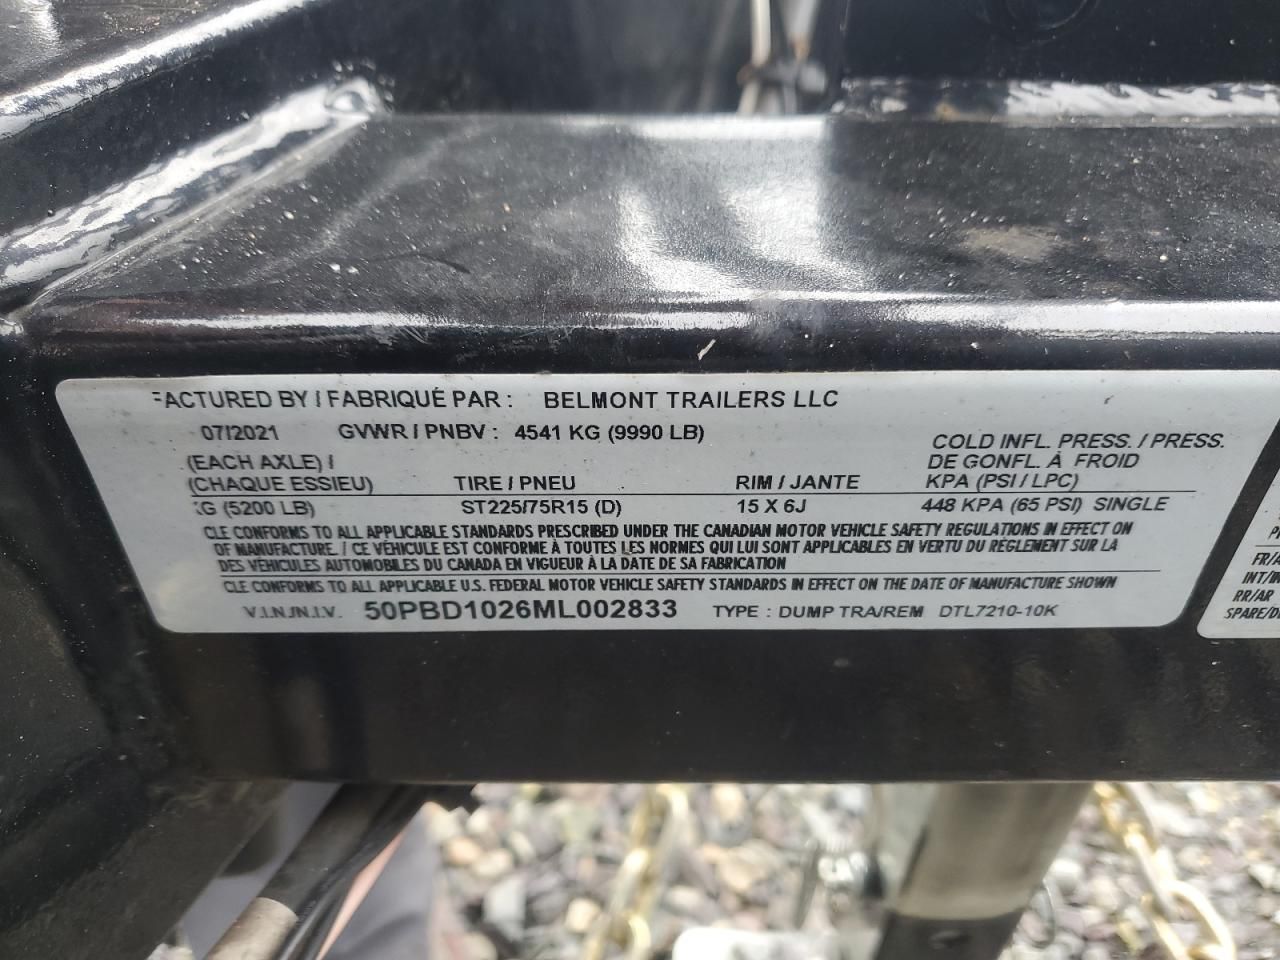 FACTURED BY / FABRIQUÉ PAR : BELMONT TRAILERS LLC
07/2021 GVWR / PNBV : 4541 KG (9990 LB)
(EACH AXLE) /
(CHAQUE ESSIEU) TIRE / PNEU RIM / JANTE COLD INFL. PRESS. / PRESS.
DE GONFL. À FROID
KPA (PSI / LPC)
KG (5200 LB) ST225/75R15 (D) 15 X 6J 448 KPA (65 PSI) SINGLE
CLE CONFORMS TO ALL APPLICABLE STANDARDS PRESCRIBED UNDER THE CANADIAN MOTOR VEHICLE SAFETY REGULATIONS IN EFFECT ON
OF MANUFACTURE. / CE VÉHICULE EST CONFORME À TOUTES LES NORMES QUI LUI SONT APPLICABLES EN VERTU DU RÈGLEMENT SUR LA
DES VÉHICULES AUTOMOBILES DU CANADA EN VIGUEUR À LA DATE DE SA FABRICATION
CLE CONFORMS TO ALL APPLICABLE U.S. FEDERAL MOTOR VEHICLE SAFETY STANDARDS IN EFFECT ON THE DATE OF MANUFACTURE SHOWN
V.I.N./N.I.V. 50PBD1026ML002833 TYPE : DUMP TRA/REM DTL7210-10K
FR/A
INT/IN
RR/AR
SPARE/DE